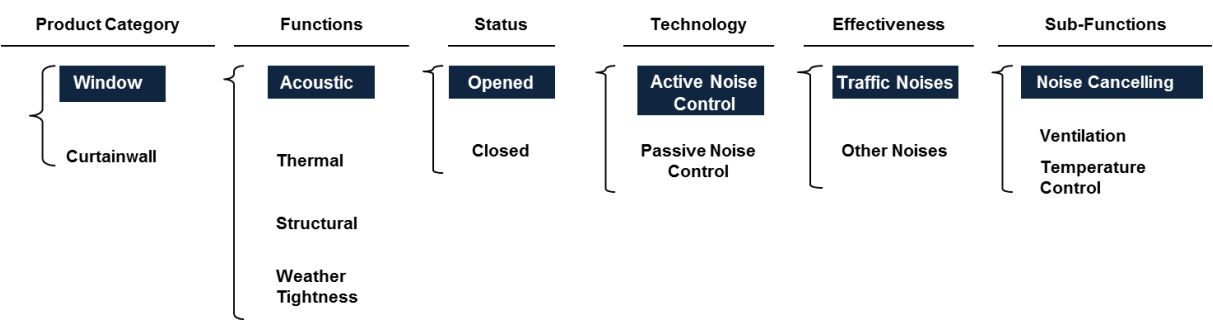 Product Category
Functions
Status
Technology
Effectiveness
Sub-Functions
Window
Curtainwall
Acoustic
Thermal
Structural
Weather
Tightness
Opened
Closed
Active Noise
Control
Passive Noise
Control
Traffic Noises
Other Noises
Noise Cancelling
Ventilation
Temperature
Control